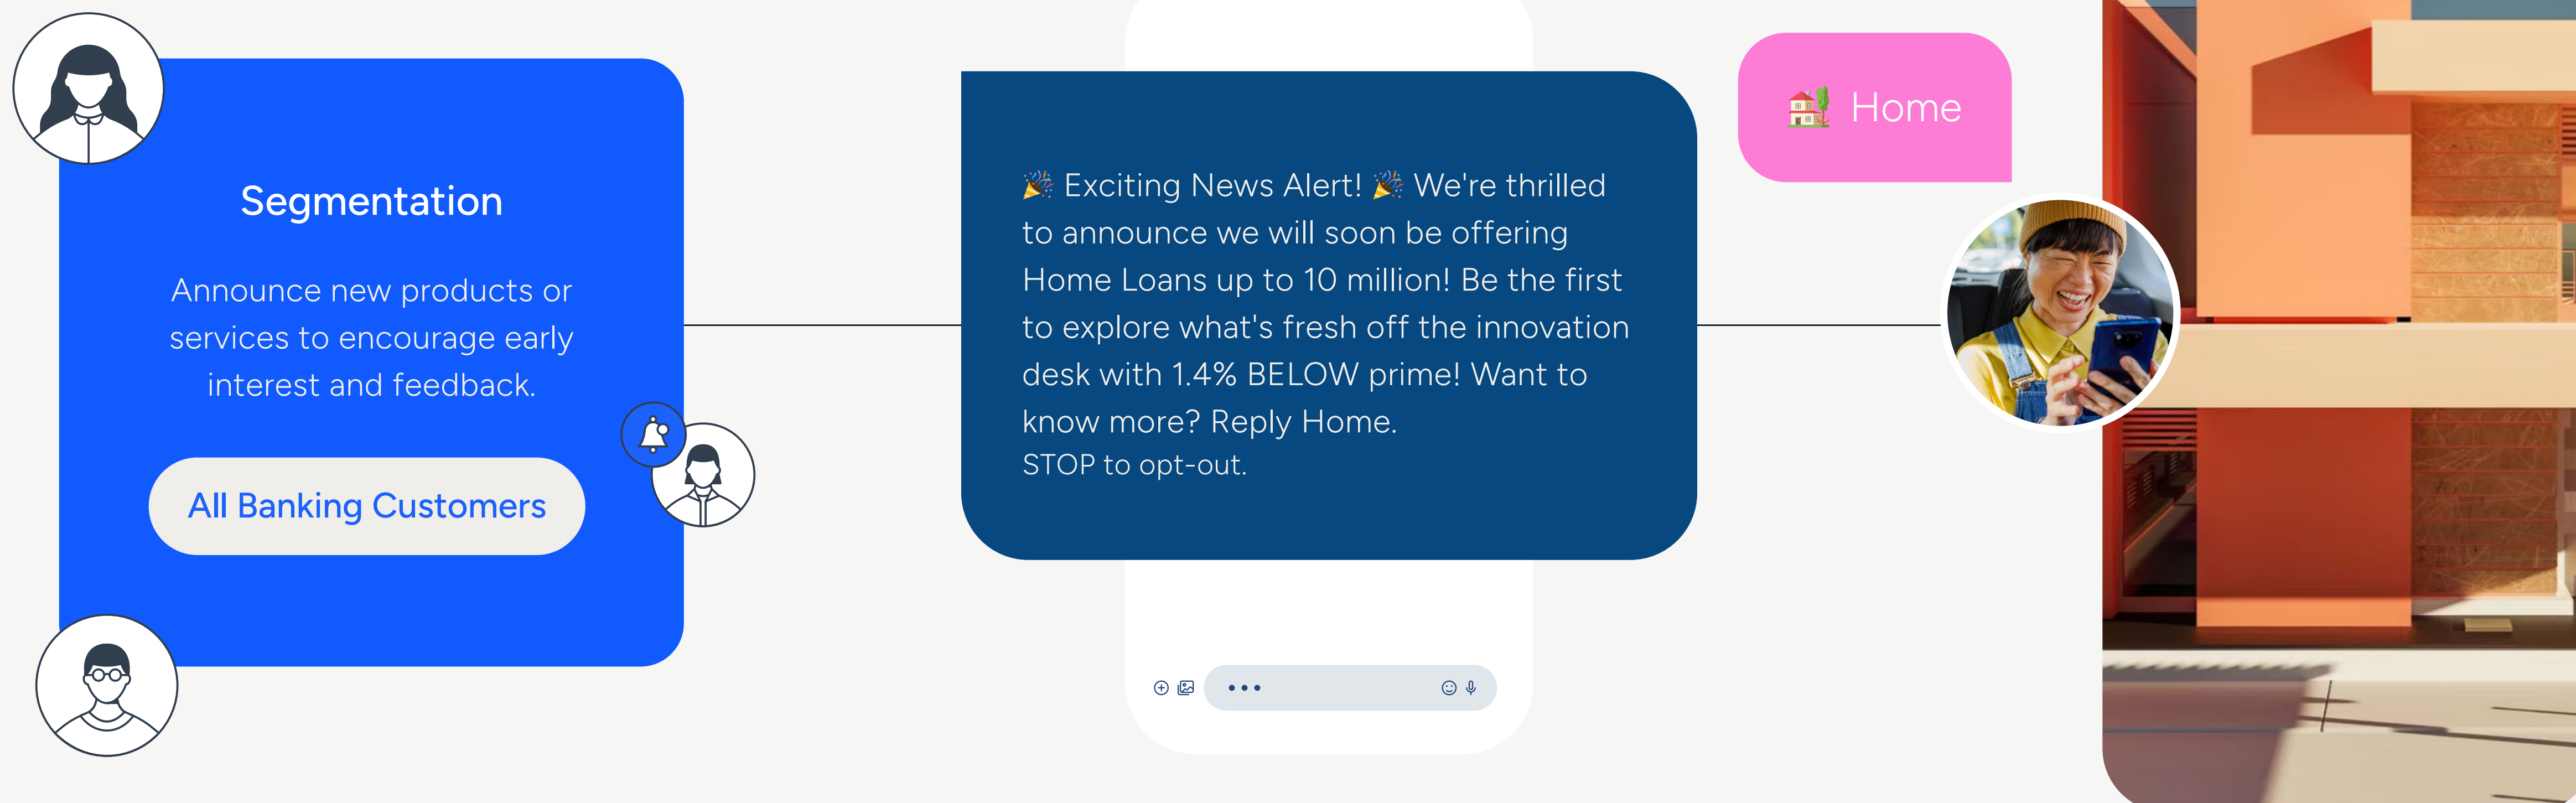 Segmentation
Announce new products or
services to encourage early
interest and feedback.
All Banking Customers
🎉 Exciting News Alert! 🎉 We're thrilled
to announce we will soon be offering
Home Loans up to 10 million! Be the first
to explore what's fresh off the innovation
desk with 1.4% BELOW prime! Want to
know more? Reply Home.
STOP to opt-out.
🏡 Home